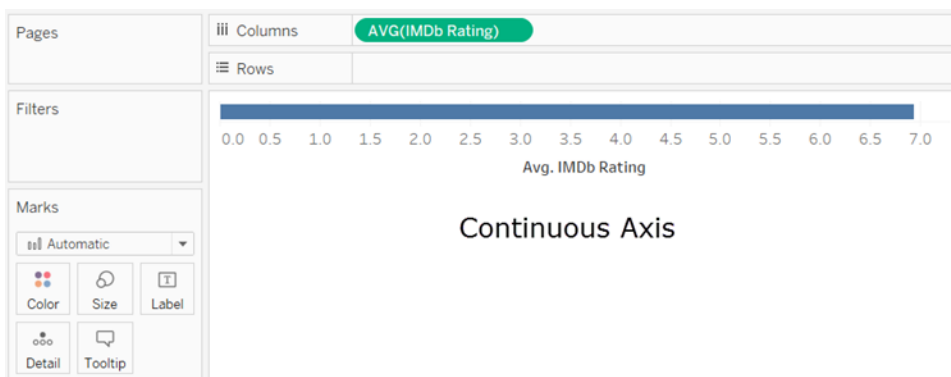 Pages
Columns
AVG(IMDb Rating)
Rows
Filters
0.0 0.5 1.0 1.5 2.0 2.5 3.0 3.5 4.0 4.5 5.0 5.5 6.0 6.5 7.0
Avg. IMDb Rating
Marks
Automatic
Color Size Label
Detail Tooltip
Continuous Axis